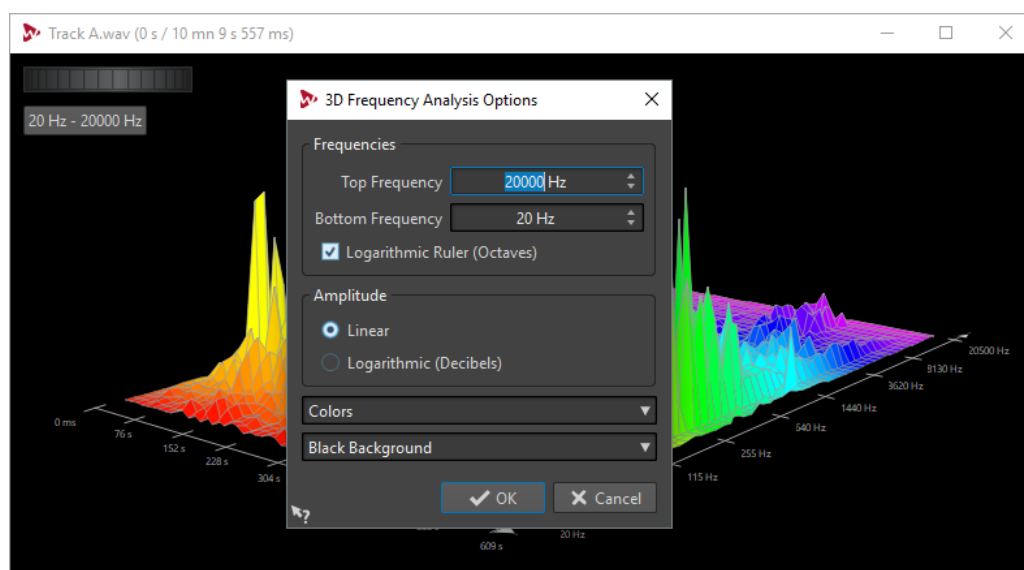 Track A.wav (0 s / 10 mn 9 s 557 ms)
20 Hz - 20000 Hz
3D Frequency Analysis Options
Frequencies
Top Frequency 20000 Hz
Bottom Frequency 20 Hz
Logarithmic Ruler (Octaves)
Amplitude
Linear
Logarithmic (Decibels)
Colors
Black Background
OK Cancel
0 ms
76 s
152 s
228 s
304 s
609 s
20 Hz
115 Hz
255 Hz
540 Hz
1440 Hz
3620 Hz
8130 Hz
20500 Hz